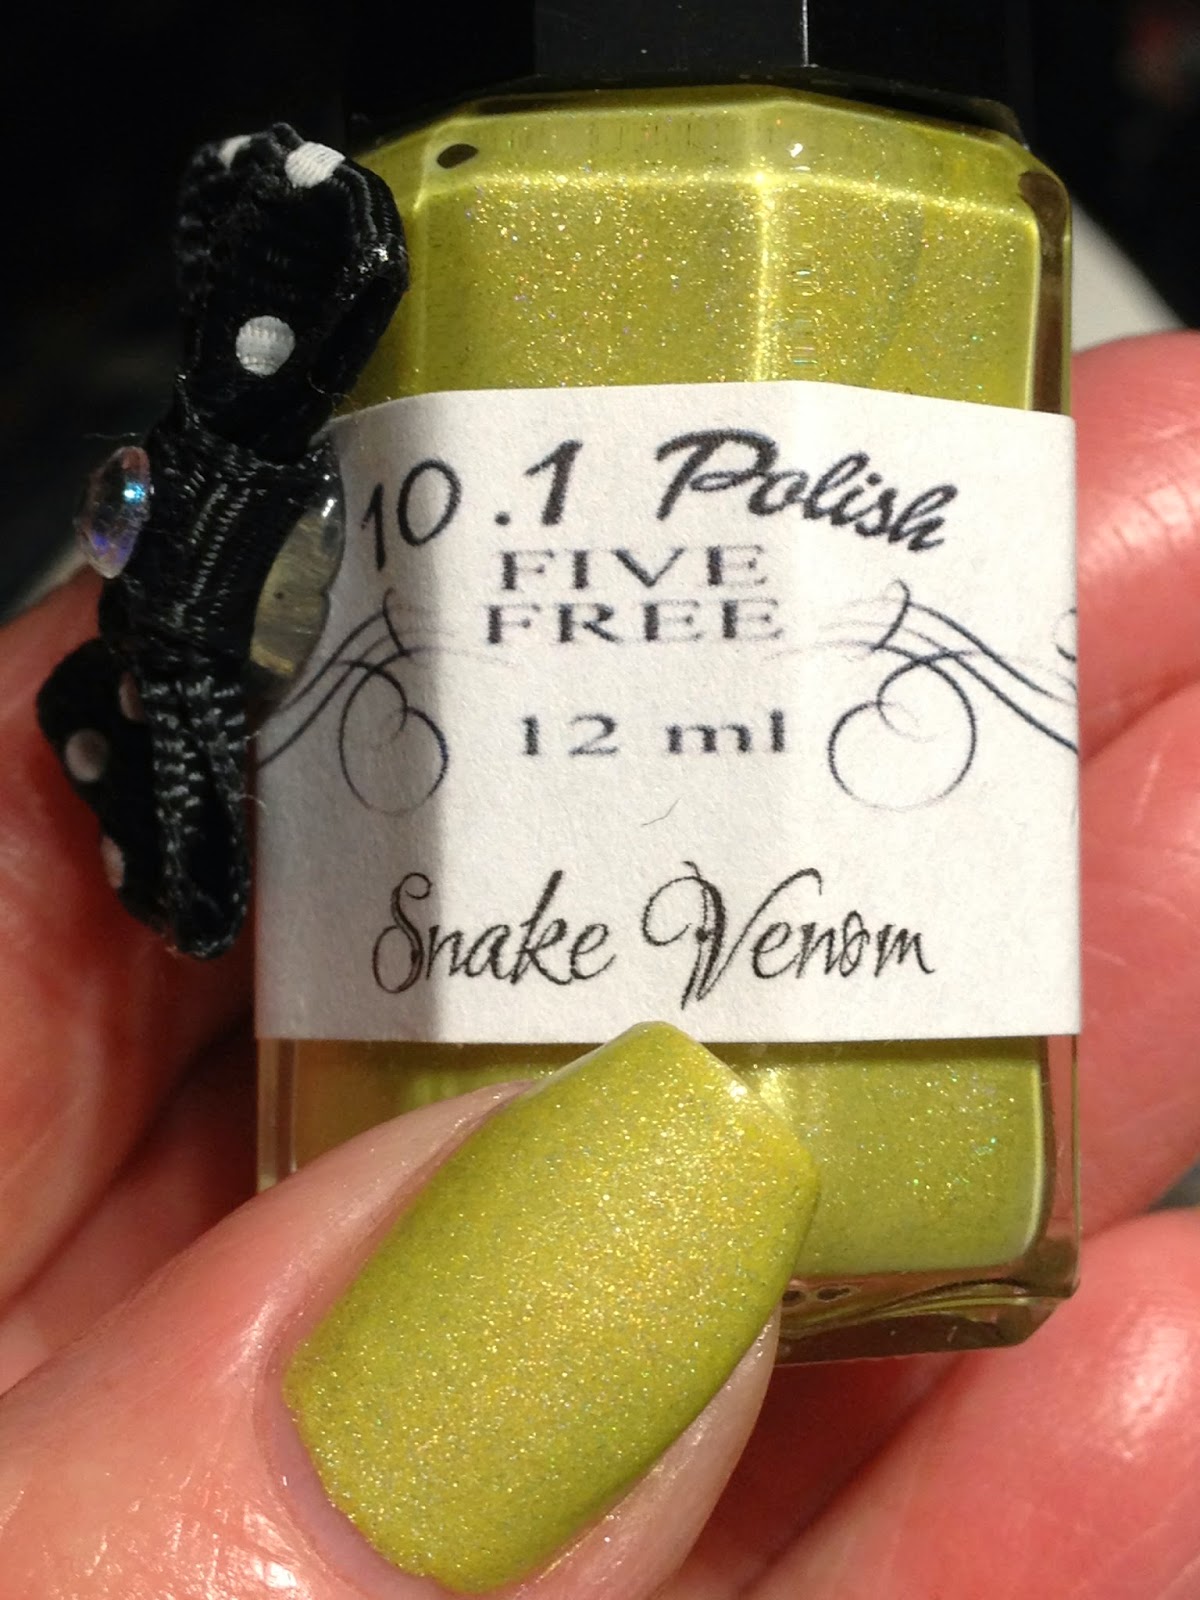 10.1 Polish
FIVE
FREE
12 ml
Snake Venom